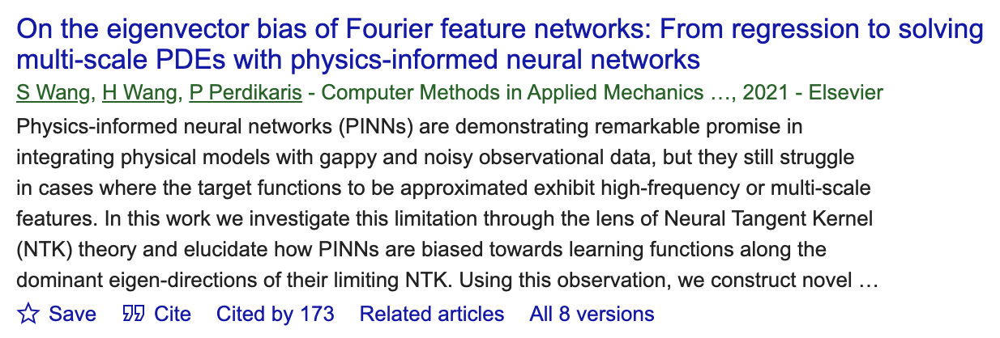 On the eigenvector bias of Fourier feature networks: From regression to solving
multi-scale PDEs with physics-informed neural networks
S Wang, H Wang, P Perdikaris - Computer Methods in Applied Mechanics …, 2021 - Elsevier
Physics-informed neural networks (PINNs) are demonstrating remarkable promise in
integrating physical models with gappy and noisy observational data, but they still struggle
in cases where the target functions to be approximated exhibit high-frequency or multi-scale
features. In this work we investigate this limitation through the lens of Neural Tangent Kernel
(NTK) theory and elucidate how PINNs are biased towards learning functions along the
dominant eigen-directions of their limiting NTK. Using this observation, we construct novel …
Save Cite Cited by 173 Related articles All 8 versions